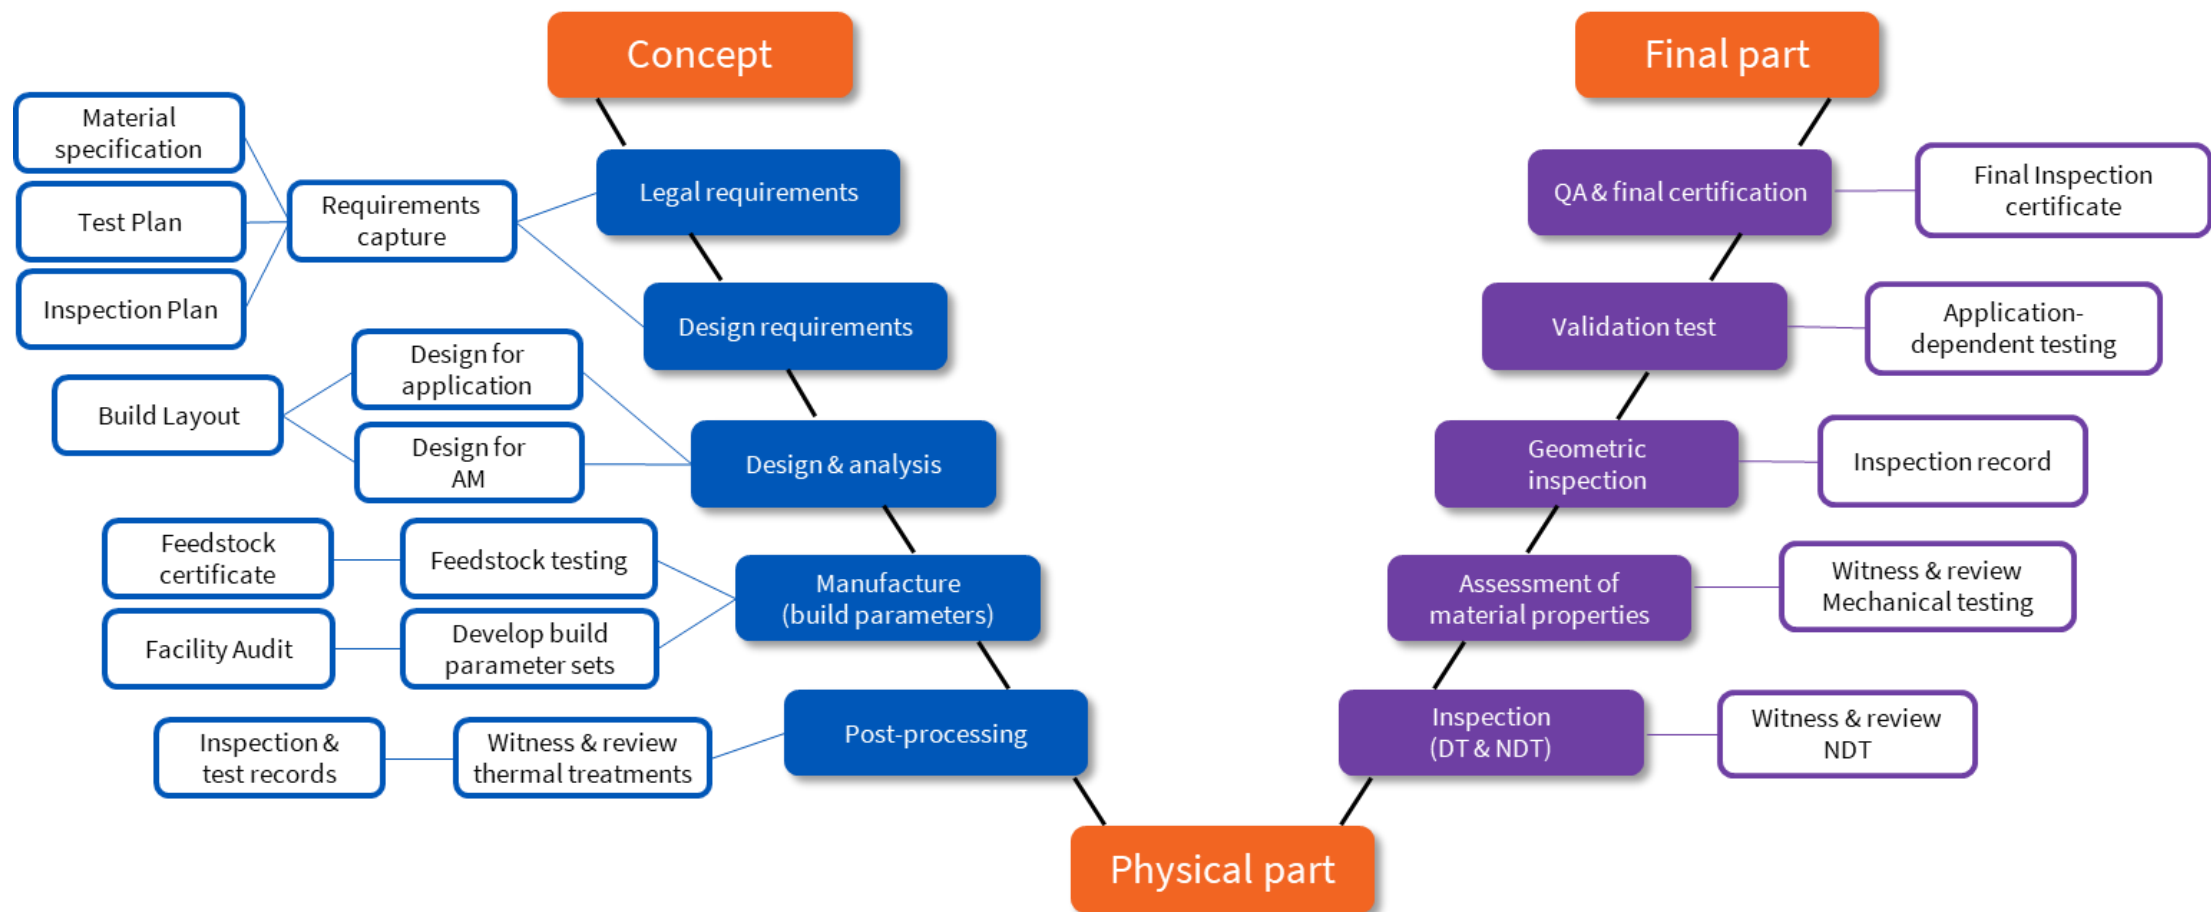 Concept
Final part
Material
specification
Test Plan
Inspection Plan
Requirements
capture
Legal requirements
Design requirements
Design for
application
Build Layout
Design for
AM
Design & analysis
Feedstock
certificate
Feedstock testing
Facility Audit
Develop build
parameter sets
Manufacture
(build parameters)
Inspection &
test records
Witness & review
thermal treatments
Post-processing
Physical part
QA & final certification
Final Inspection
certificate
Validation test
Application-
dependent testing
Geometric
inspection
Inspection record
Assessment of
material properties
Witness & review
Mechanical testing
Inspection
(DT & NDT)
Witness & review
NDT